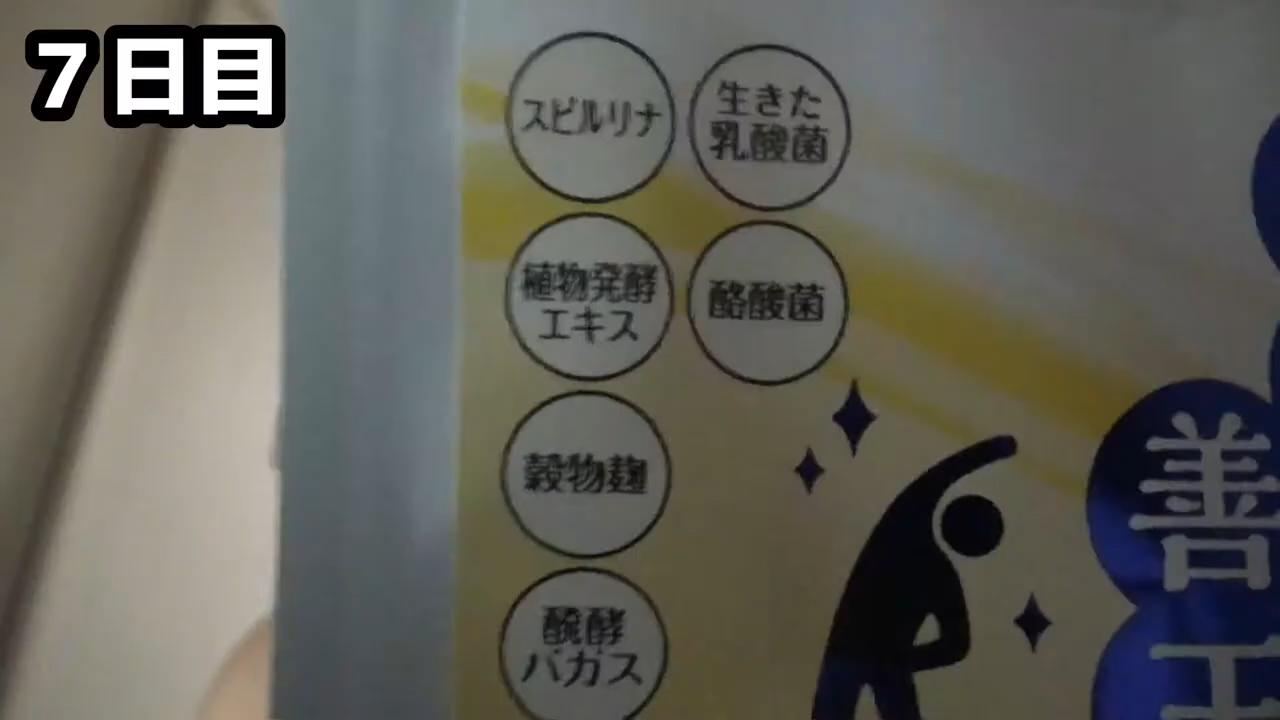 7日目
スピルリナ
生きた
乳酸菌
植物発酵
エキス
酪酸菌
穀物麹
醗酵
バガス
善